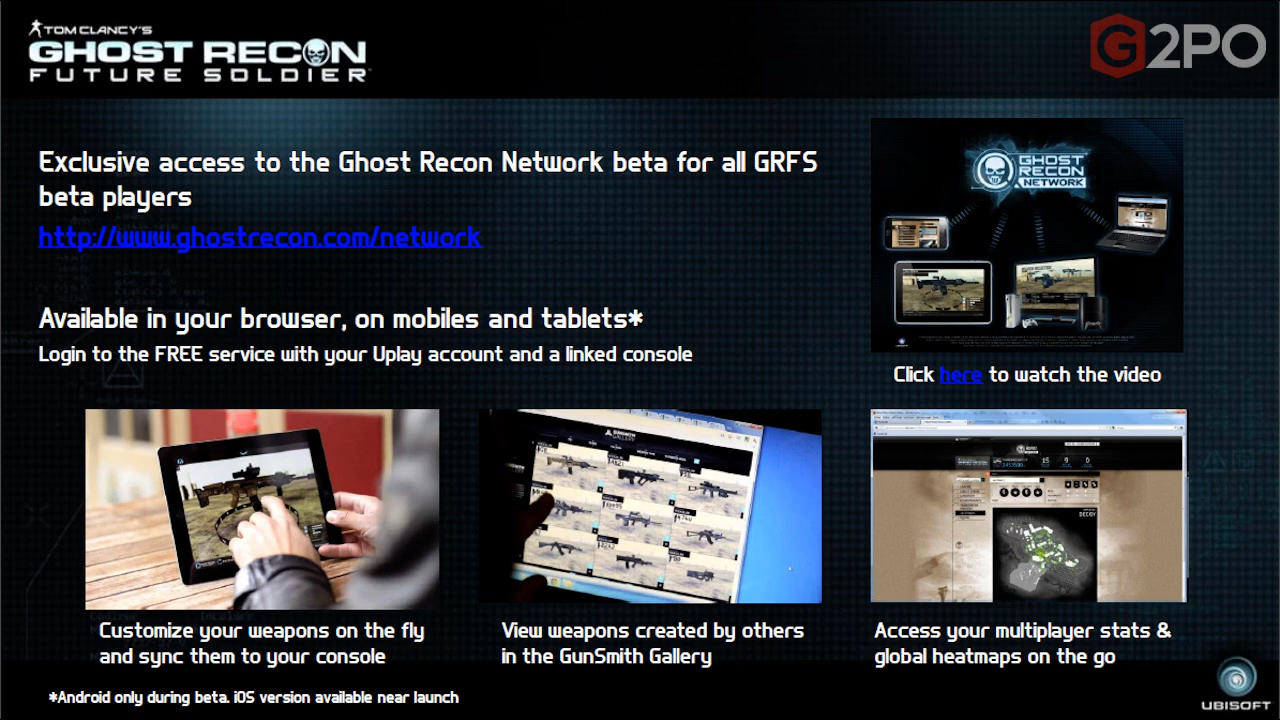 TOM CLANCY'S
GHOST RECON
FUTURE SOLDIER
G2PO
Exclusive access to the Ghost Recon Network beta for all GRFS
beta players
http://www.ghostrecon.com/network
GHOST
RECON
NETWORK
Available in your browser, on mobiles and tablets*
Login to the FREE service with your Uplay account and a linked console
Click here to watch the video
GUNSMITH
GALLERY
DECOY
Customize your weapons on the fly
and sync them to your console
View weapons created by others
in the GunSmith Gallery
Access your multiplayer stats &
global heatmaps on the go
*Android only during beta. iOS version available near launch
UBISOFT